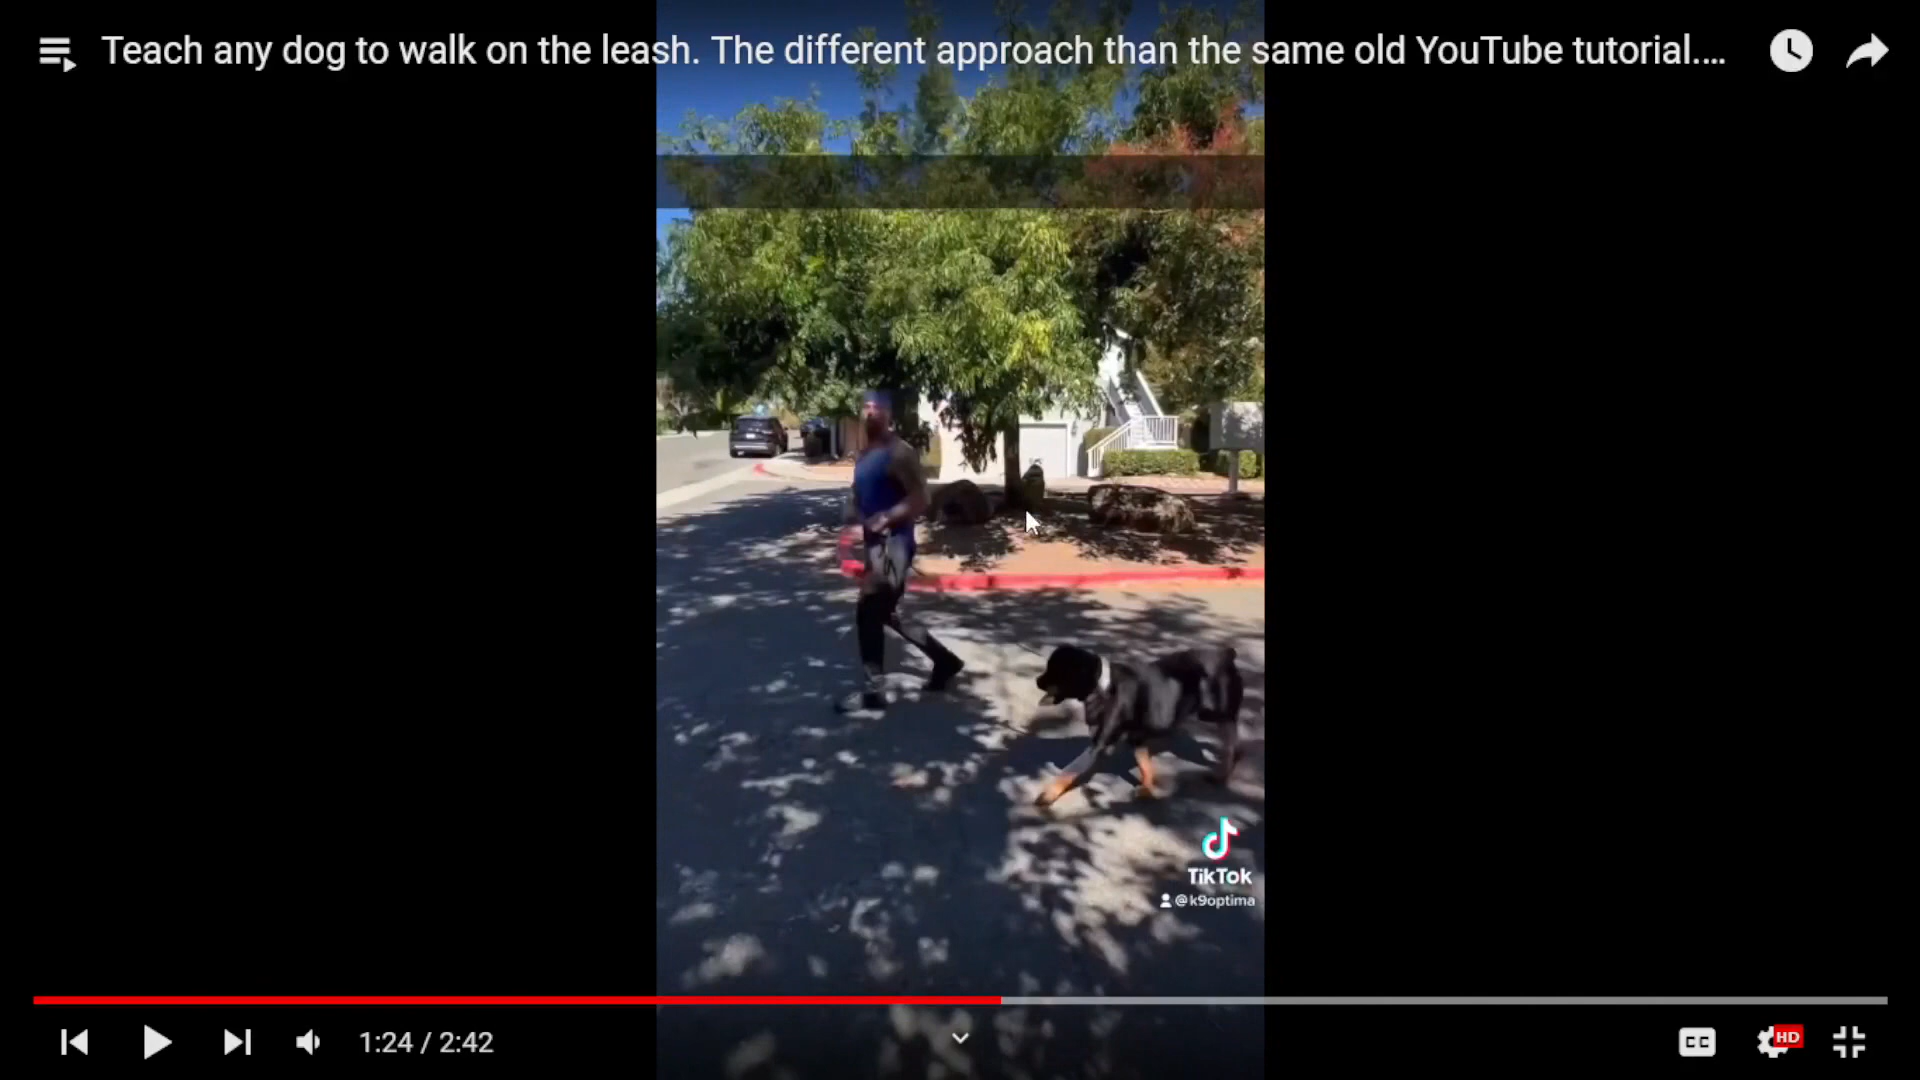 Teach any dog to walk on the leash. The different approach than the same old YouTube tutorial....
TikTok
@k9optima
1:24 / 2:42
CC
HD